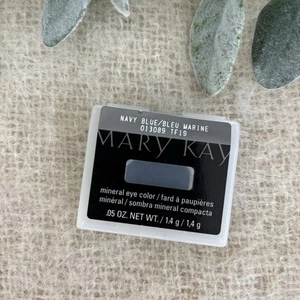 NAVY BLUE/BLEU MARINE
013089 TF19
MARY KAY
mineral eye color / fard à paupières
minéral / sombra mineral compacta
.05 OZ. NET WT. / 1.4 g / 1,4 g